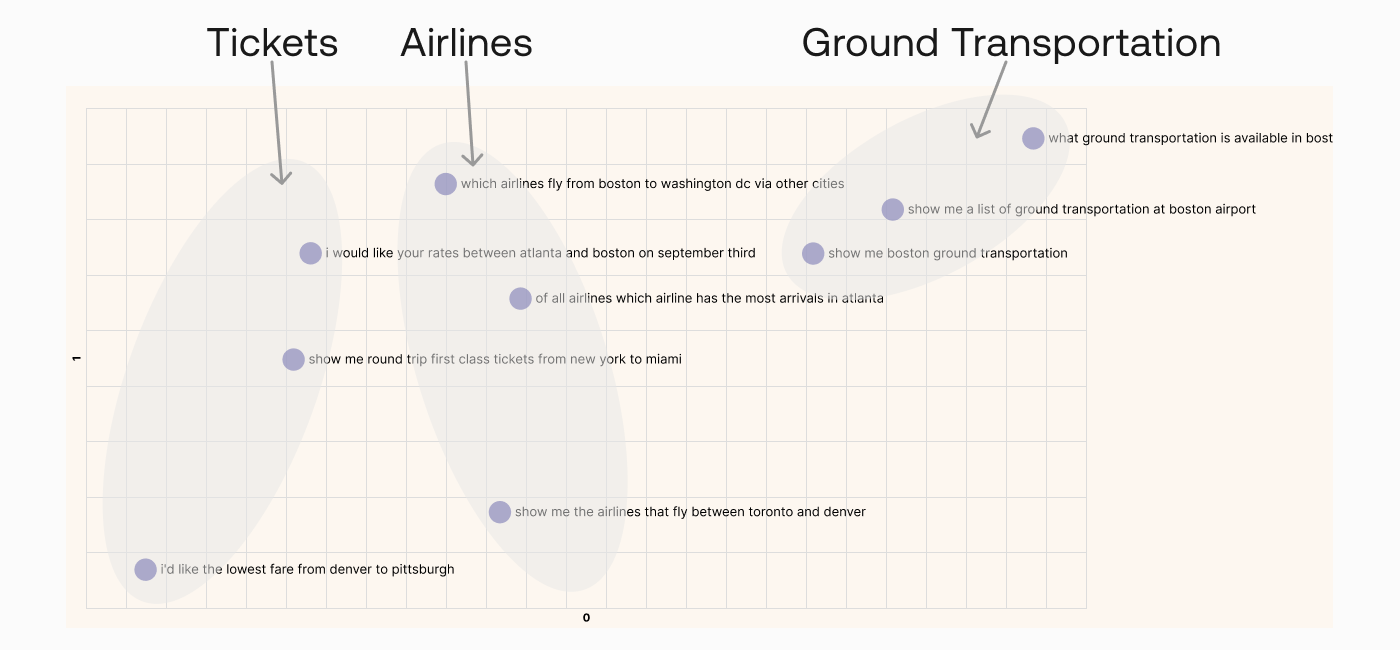 Tickets
Airlines
Ground Transportation
what ground transportation is available in bost
which airlines fly from boston to washington dc via other cities
show me a list of ground transportation at boston airport
i would like your rates between atlanta and boston on september third
show me boston ground transportation
of all airlines which airline has the most arrivals in atlanta
show me round trip first class tickets from new york to miami
1
show me the airlines that fly between toronto and denver
i'd like the lowest fare from denver to pittsburgh
0